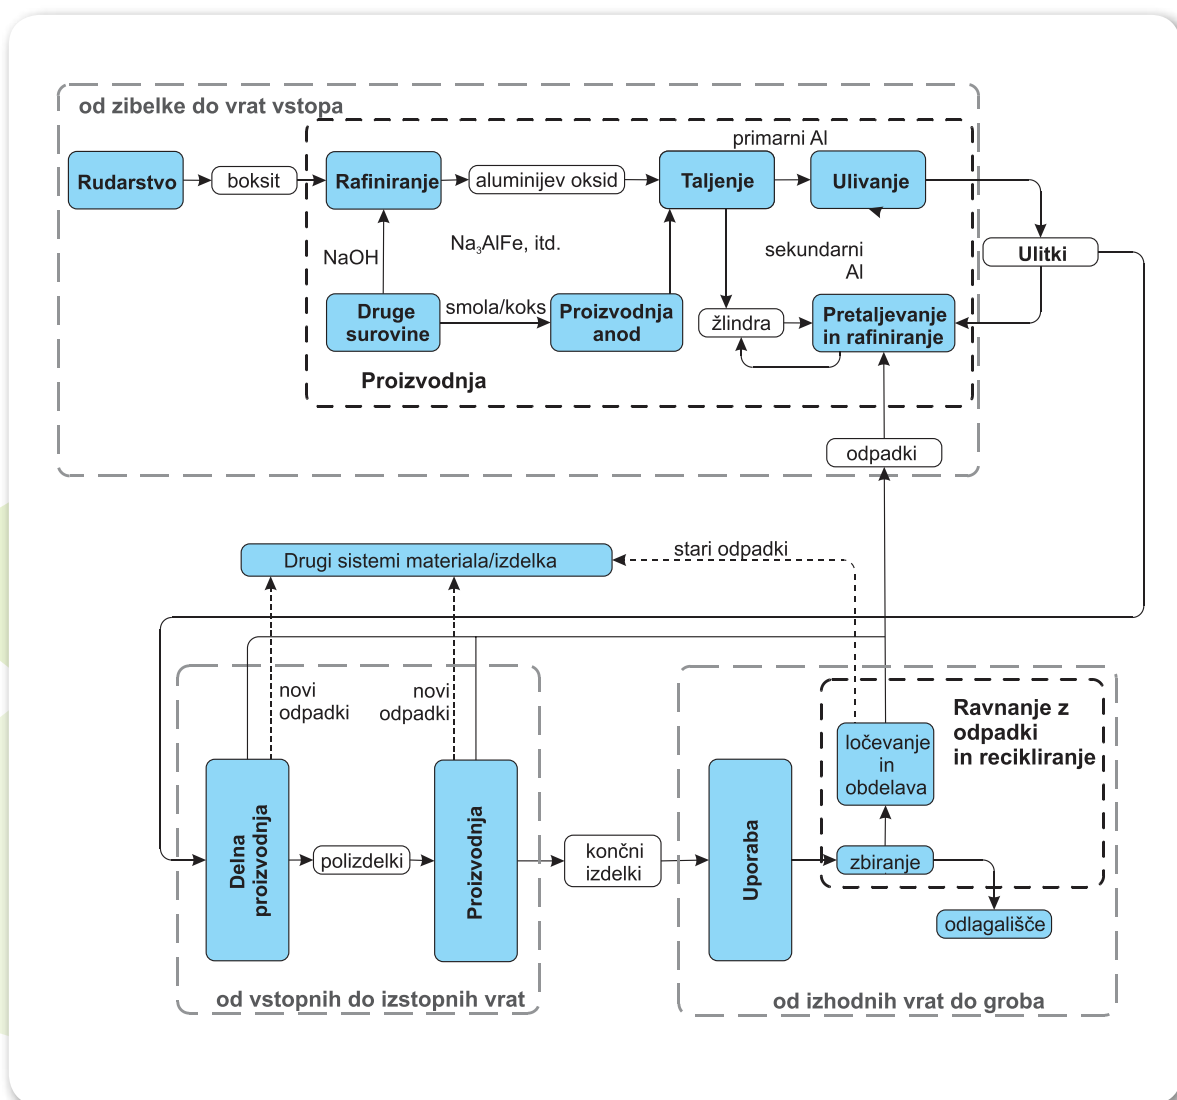 od zibelke do vrat vstopa
primarni Al
Rudarstvo
boksit
Rafiniranje
aluminijev oksid
Taljenje
Ulivanje
NaOH
Na₃AlFe, itd.
sekundarni
Al
Ulitki
Druge
surovine
smola/koks
Proizvodnja
anod
žlindra
Pretaljevanje
in rafiniranje
Proizvodnja
odpadki
Drugi sistemi materiala/izdelka
stari odpadki
novi
odpadki
novi
odpadki
Ravnanje z
odpadki
in recikliranje
ločevanje
in
obdelava
Delna
proizvodnja
polizdelki
Proizvodnja
končni
izdelki
Uporaba
zbiranje
odlagališče
od vstopnih do izstopnih vrat
od izhodnih vrat do groba